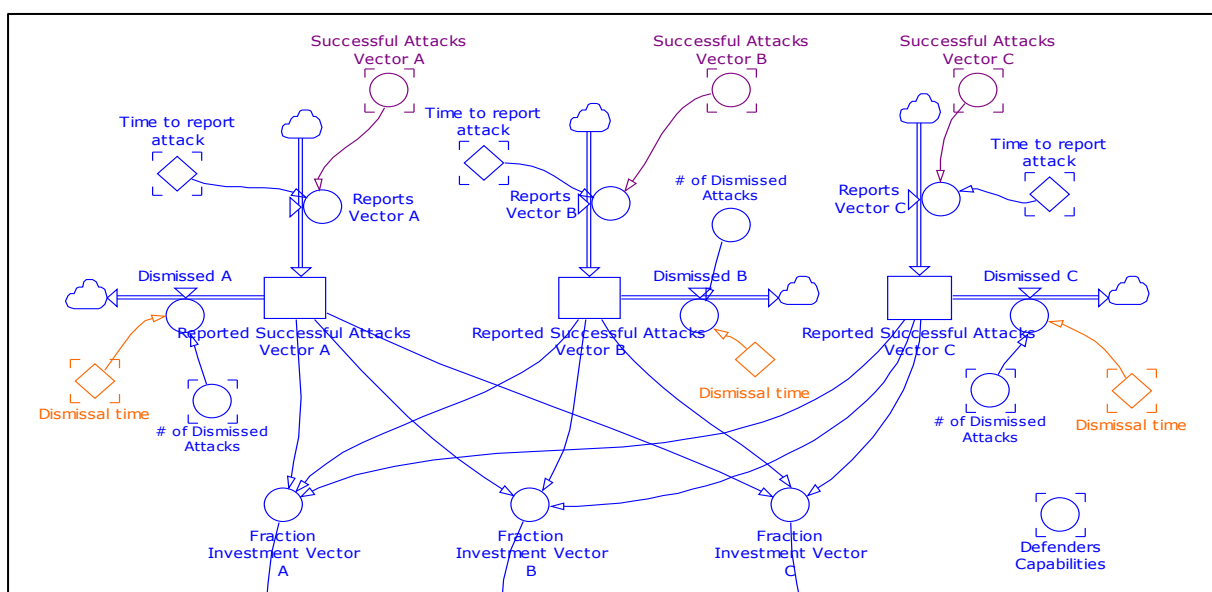 Successful Attacks
Vector A
Successful Attacks
Vector B
Successful Attacks
Vector C
Time to report
attack
Time to report
attack
Time to report
attack
# of Dismissed
Attacks
Reports
Vector A
Reports
Vector B
Reports
Vector C
Dismissed A
Dismissed B
Dismissed C
Reported Successful Attacks
Vector A
Reported Successful Attacks
Vector B
Reported Successful Attacks
Vector C
Dismissal time
# of Dismissed
Attacks
Dismissal time
# of Dismissed
Attacks
Dismissal time
Fraction
Investment Vector
A
Fraction
Investment Vector
B
Fraction
Investment Vector
C
Defenders
Capabilities